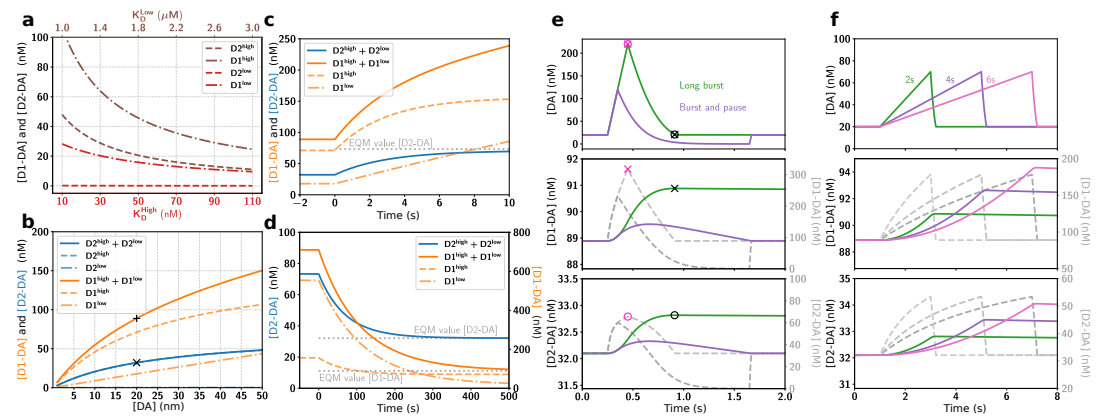 a
K_D^Low (μM)
1.0 1.4 1.8 2.2 2.6 3.0
[D1-DA] and [D2-DA] (nM)
100
80
60
40
20
0
D2^high
D1^high
D2^low
D1^low
10 30 50 70 90 110
K_D^High (nM)
b
[D1-DA] and [D2-DA] (nM)
200
150
100
50
0
D2^high + D2^low
D2^high
D2^low
D1^high + D1^low
D1^high
D1^low
5 10 15 20 25 30 35 40 45 50
[DA] (nm)
c
[D1-DA] and [D2-DA] (nM)
250
200
150
100
50
0
D2^high + D2^low
D1^high + D1^low
D1^high
D1^low
EQM value [D2-DA]
−2 0 2 4 6 8 10
Time (s)
d
[D2-DA] (nM)
100
80
60
40
20
0
D2^high + D2^low
D1^high + D1^low
D1^high
D1^low
EQM value [D2-DA]
EQM value [D1-DA]
800
600
400
200
0
[D1-DA] (nM)
−50 0 100 200 300 400 500
Time (s)
e
[DA] (nM)
200
150
100
50
0
Long burst
Burst and pause
[D1-DA] (nM)
92
91
90
89
88
300
200
100
0
[D1-DA] (nM)
[D2-DA] (nM)
33.5
33.0
32.5
32.0
31.5
100
80
60
40
20
0
[D2-DA] (nM)
0.0 0.5 1.0 1.5 2.0
Time (s)
f
[DA] (nM)
100
80
60
40
20
0
2s 4s 6s
[D1-DA] (nM)
94
92
90
88
200
150
100
50
[D1-DA] (nM)
[D2-DA] (nM)
35
34
33
32
31
60
50
40
30
20
[D2-DA] (nM)
0 2 4 6 8
Time (s)